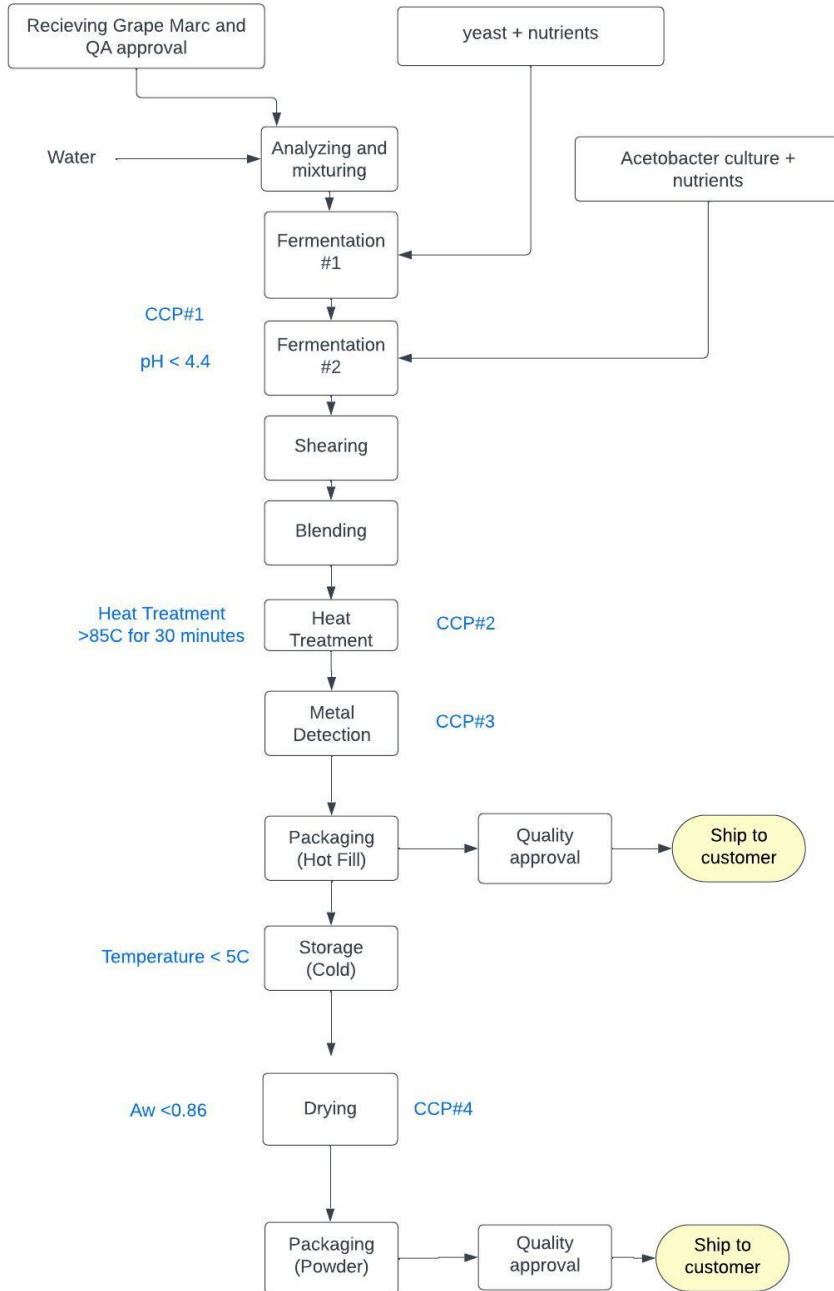 Recieving Grape Marc and
QA approval
yeast + nutrients
Water
Analyzing and
mixturing
Acetobacter culture +
nutrients
Fermentation
#1
CCP#1
pH < 4.4
Fermentation
#2
Shearing
Blending
Heat Treatment
>85C for 30 minutes
Heat
Treatment
CCP#2
Metal
Detection
CCP#3
Packaging
(Hot Fill)
Quality
approval
Ship to
customer
Temperature < 5C
Storage
(Cold)
Aw <0.86
Drying
CCP#4
Packaging
(Powder)
Quality
approval
Ship to
customer